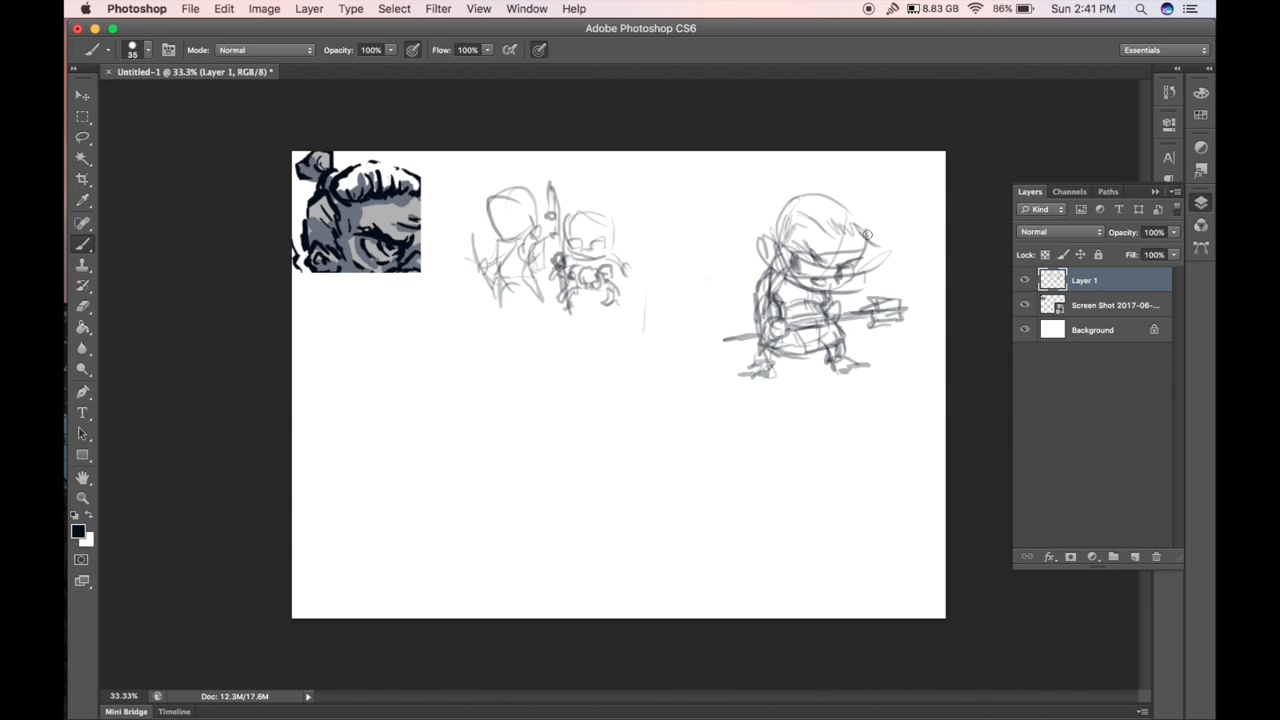 Photoshop File Edit Image Layer Type Select Filter View Window Help 8.83 GB 86% Sun 2:41 PM
Adobe Photoshop CS6
35 Mode: Normal Opacity: 100% Flow: 100% Essentials
× Untitled-1 @ 33.3% (Layer 1, RGB/8) *
Layers Channels Paths
Kind
Normal Opacity: 100%
Lock: Fill: 100%
Layer 1
Screen Shot 2017-06-...
Background
33.33% Doc: 12.3M/17.6M
Mini Bridge Timeline